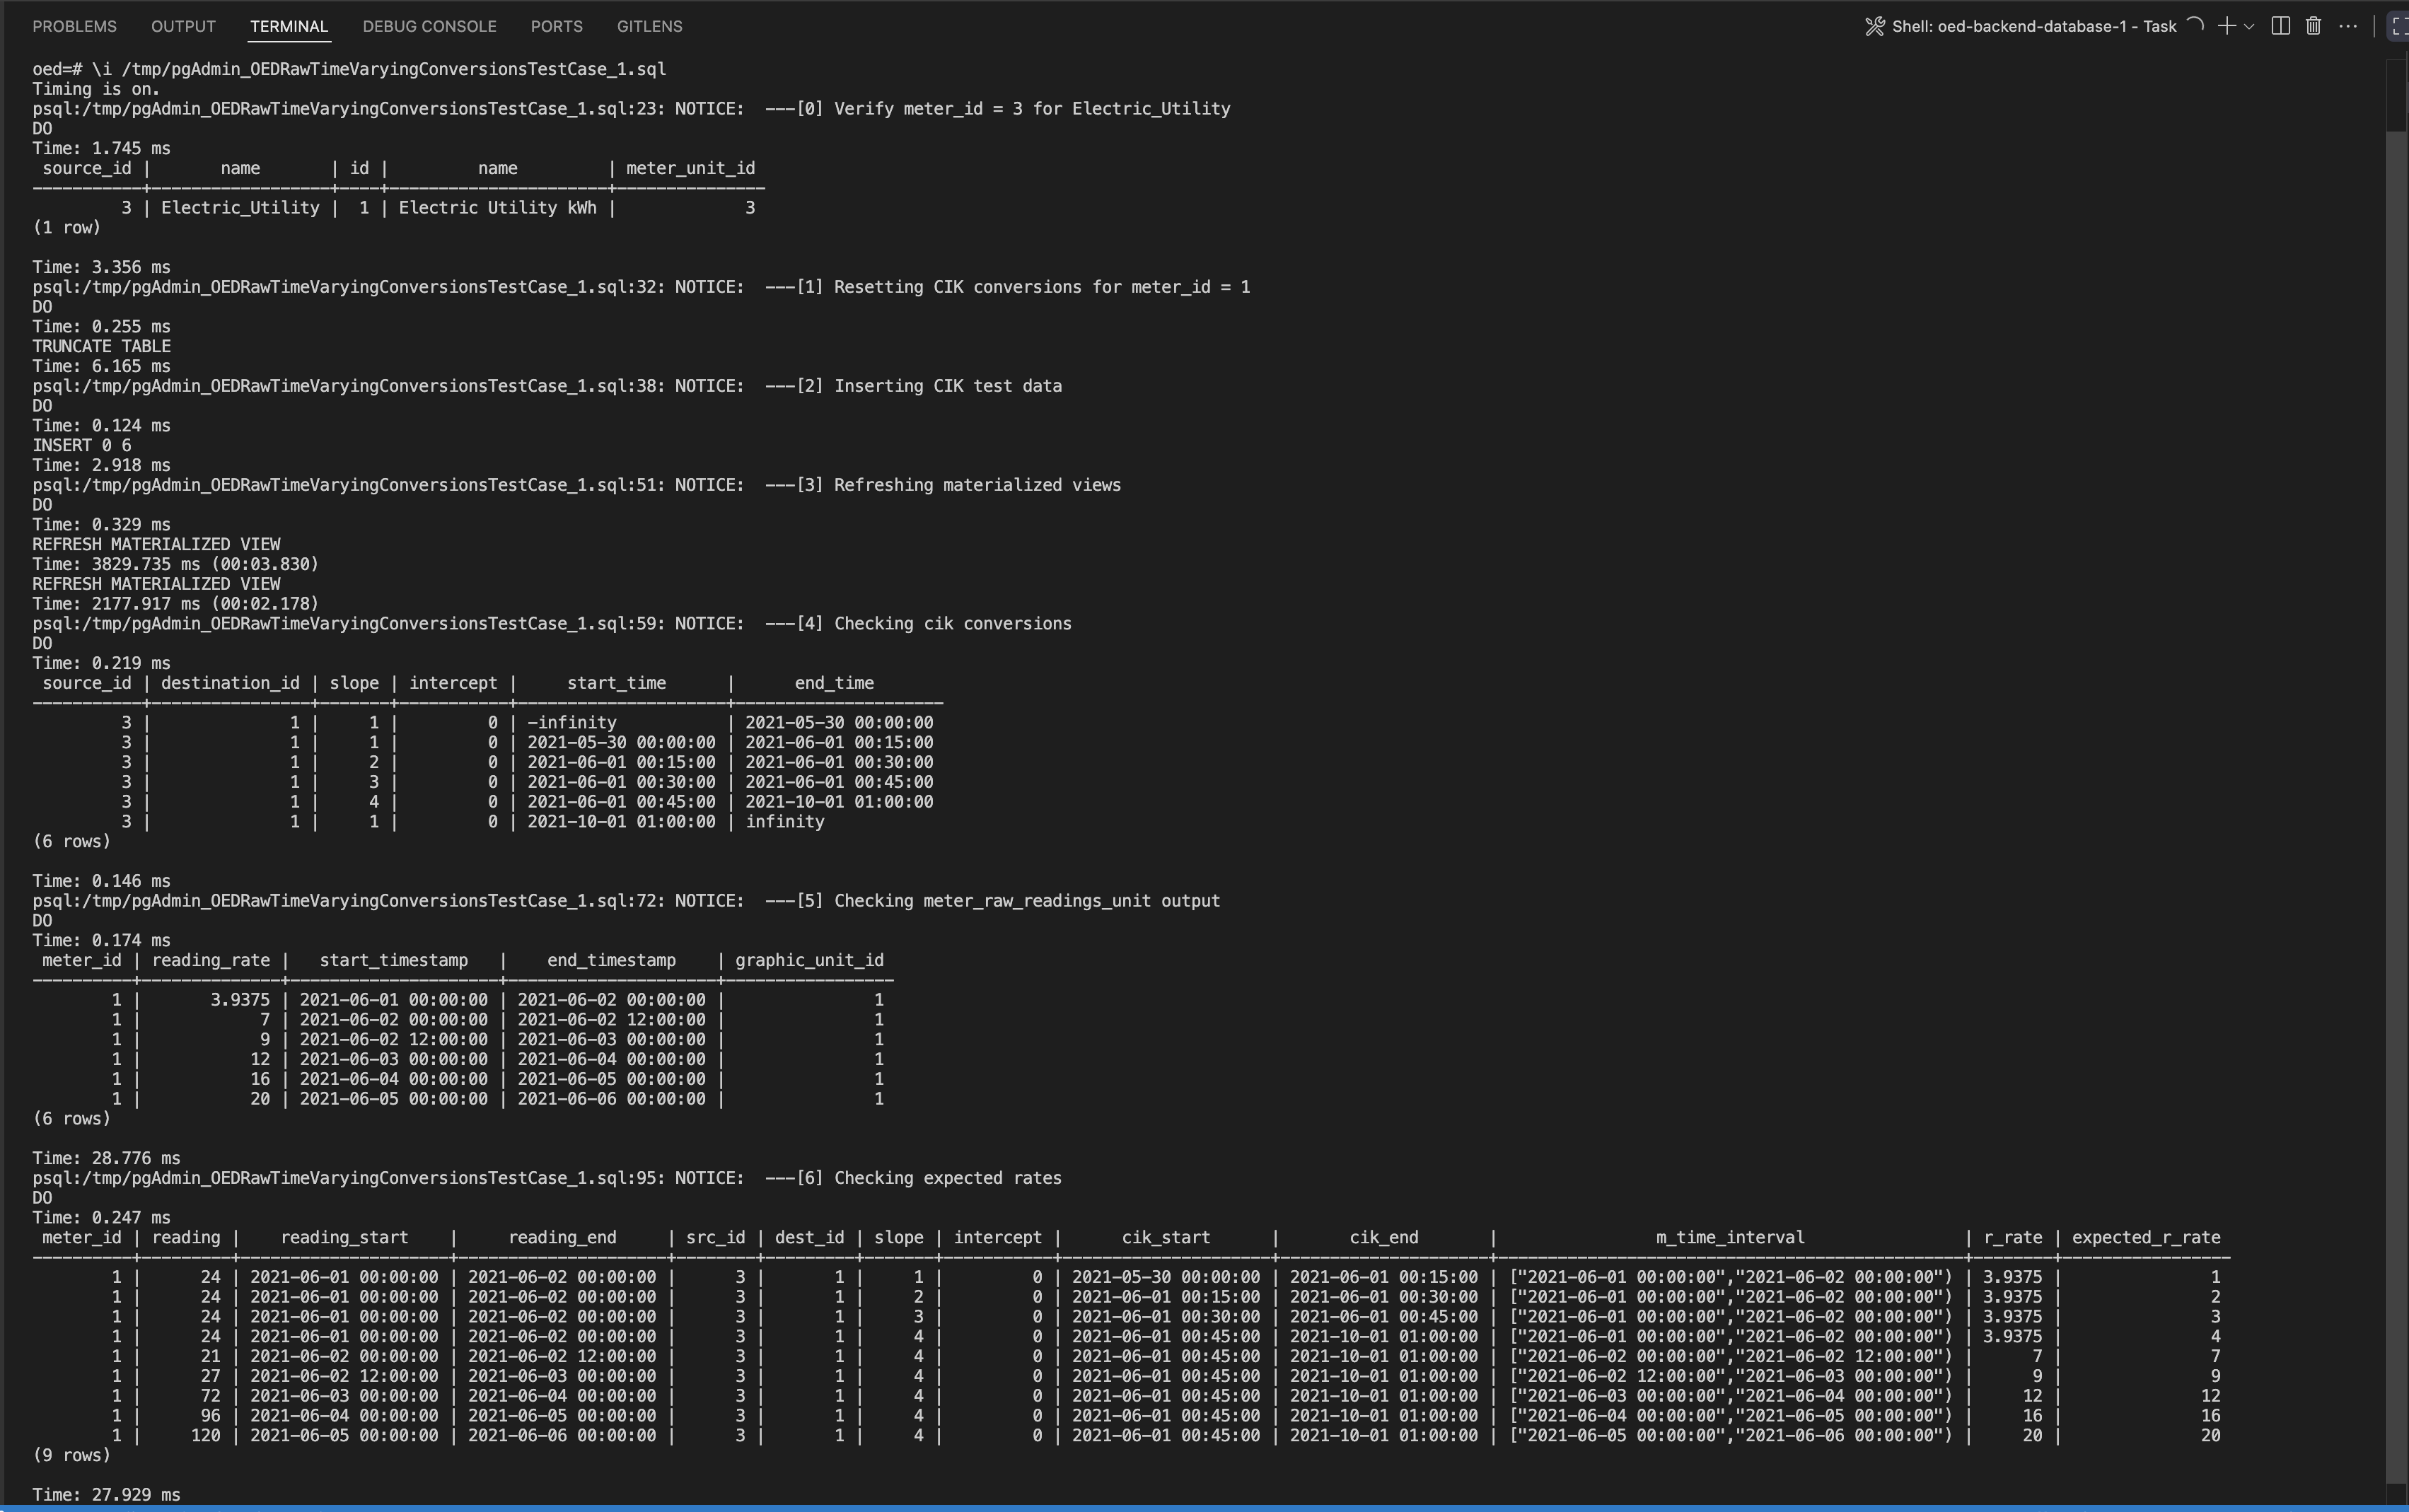 PROBLEMS OUTPUT TERMINAL DEBUG CONSOLE PORTS GITLENS Shell: oed-backend-database-1 - Task
oed=# \i /tmp/pgAdmin_OEDRawTimeVaryingConversionsTestCase_1.sql
Timing is on.
psql:/tmp/pgAdmin_OEDRawTimeVaryingConversionsTestCase_1.sql:23: NOTICE:  ---[0] Verify meter_id = 3 for Electric_Utility
DO
Time: 1.745 ms
 source_id |       name       | id |         name         | meter_unit_id
-----------+------------------+----+----------------------+---------------
         3 | Electric_Utility |  1 | Electric Utility kWh |             3
(1 row)
Time: 3.356 ms
psql:/tmp/pgAdmin_OEDRawTimeVaryingConversionsTestCase_1.sql:32: NOTICE:  ---[1] Resetting CIK conversions for meter_id = 1
DO
Time: 0.255 ms
TRUNCATE TABLE
Time: 6.165 ms
psql:/tmp/pgAdmin_OEDRawTimeVaryingConversionsTestCase_1.sql:38: NOTICE:  ---[2] Inserting CIK test data
DO
Time: 0.124 ms
INSERT 0 6
Time: 2.918 ms
psql:/tmp/pgAdmin_OEDRawTimeVaryingConversionsTestCase_1.sql:51: NOTICE:  ---[3] Refreshing materialized views
DO
Time: 0.329 ms
REFRESH MATERIALIZED VIEW
Time: 3829.735 ms (00:03.830)
REFRESH MATERIALIZED VIEW
Time: 2177.917 ms (00:02.178)
psql:/tmp/pgAdmin_OEDRawTimeVaryingConversionsTestCase_1.sql:59: NOTICE:  ---[4] Checking cik conversions
DO
Time: 0.219 ms
 source_id | destination_id | slope | intercept |     start_time      |      end_time
-----------+----------------+-------+-----------+---------------------+---------------------
         3 |              1 |     1 |         0 | -infinity           | 2021-05-30 00:00:00
         3 |              1 |     1 |         0 | 2021-05-30 00:00:00 | 2021-06-01 00:15:00
         3 |              1 |     2 |         0 | 2021-06-01 00:15:00 | 2021-06-01 00:30:00
         3 |              1 |     3 |         0 | 2021-06-01 00:30:00 | 2021-06-01 00:45:00
         3 |              1 |     4 |         0 | 2021-06-01 00:45:00 | 2021-10-01 01:00:00
         3 |              1 |     1 |         0 | 2021-10-01 01:00:00 | infinity
(6 rows)
Time: 0.146 ms
psql:/tmp/pgAdmin_OEDRawTimeVaryingConversionsTestCase_1.sql:72: NOTICE:  ---[5] Checking meter_raw_readings_unit output
DO
Time: 0.174 ms
 meter_id | reading_rate |   start_timestamp   |    end_timestamp    | graphic_unit_id
----------+--------------+---------------------+---------------------+-----------------
        1 |       3.9375 | 2021-06-01 00:00:00 | 2021-06-02 00:00:00 |               1
        1 |            7 | 2021-06-02 00:00:00 | 2021-06-02 12:00:00 |               1
        1 |            9 | 2021-06-02 12:00:00 | 2021-06-03 00:00:00 |               1
        1 |           12 | 2021-06-03 00:00:00 | 2021-06-04 00:00:00 |               1
        1 |           16 | 2021-06-04 00:00:00 | 2021-06-05 00:00:00 |               1
        1 |           20 | 2021-06-05 00:00:00 | 2021-06-06 00:00:00 |               1
(6 rows)
Time: 28.776 ms
psql:/tmp/pgAdmin_OEDRawTimeVaryingConversionsTestCase_1.sql:95: NOTICE:  ---[6] Checking expected rates
DO
Time: 0.247 ms
 meter_id | reading |    reading_start    |     reading_end     | src_id | dest_id | slope | intercept |      cik_start      |       cik_end       |                m_time_interval                | r_rate | expected_r_rate
----------+---------+---------------------+---------------------+--------+---------+-------+-----------+---------------------+---------------------+-----------------------------------------------+--------+-----------------
        1 |      24 | 2021-06-01 00:00:00 | 2021-06-02 00:00:00 |      3 |       1 |     1 |         0 | 2021-05-30 00:00:00 | 2021-06-01 00:15:00 | ["2021-06-01 00:00:00","2021-06-02 00:00:00") | 3.9375 |               1
        1 |      24 | 2021-06-01 00:00:00 | 2021-06-02 00:00:00 |      3 |       1 |     2 |         0 | 2021-06-01 00:15:00 | 2021-06-01 00:30:00 | ["2021-06-01 00:00:00","2021-06-02 00:00:00") | 3.9375 |               2
        1 |      24 | 2021-06-01 00:00:00 | 2021-06-02 00:00:00 |      3 |       1 |     3 |         0 | 2021-06-01 00:30:00 | 2021-06-01 00:45:00 | ["2021-06-01 00:00:00","2021-06-02 00:00:00") | 3.9375 |               3
        1 |      24 | 2021-06-01 00:00:00 | 2021-06-02 00:00:00 |      3 |       1 |     4 |         0 | 2021-06-01 00:45:00 | 2021-10-01 01:00:00 | ["2021-06-01 00:00:00","2021-06-02 00:00:00") | 3.9375 |               4
        1 |      21 | 2021-06-02 00:00:00 | 2021-06-02 12:00:00 |      3 |       1 |     4 |         0 | 2021-06-01 00:45:00 | 2021-10-01 01:00:00 | ["2021-06-02 00:00:00","2021-06-02 12:00:00") |      7 |               7
        1 |      27 | 2021-06-02 12:00:00 | 2021-06-03 00:00:00 |      3 |       1 |     4 |         0 | 2021-06-01 00:45:00 | 2021-10-01 01:00:00 | ["2021-06-02 12:00:00","2021-06-03 00:00:00") |      9 |               9
        1 |      72 | 2021-06-03 00:00:00 | 2021-06-04 00:00:00 |      3 |       1 |     4 |         0 | 2021-06-01 00:45:00 | 2021-10-01 01:00:00 | ["2021-06-03 00:00:00","2021-06-04 00:00:00") |     12 |              12
        1 |      96 | 2021-06-04 00:00:00 | 2021-06-05 00:00:00 |      3 |       1 |     4 |         0 | 2021-06-01 00:45:00 | 2021-10-01 01:00:00 | ["2021-06-04 00:00:00","2021-06-05 00:00:00") |     16 |              16
        1 |     120 | 2021-06-05 00:00:00 | 2021-06-06 00:00:00 |      3 |       1 |     4 |         0 | 2021-06-01 00:45:00 | 2021-10-01 01:00:00 | ["2021-06-05 00:00:00","2021-06-06 00:00:00") |     20 |              20
(9 rows)
Time: 27.929 ms